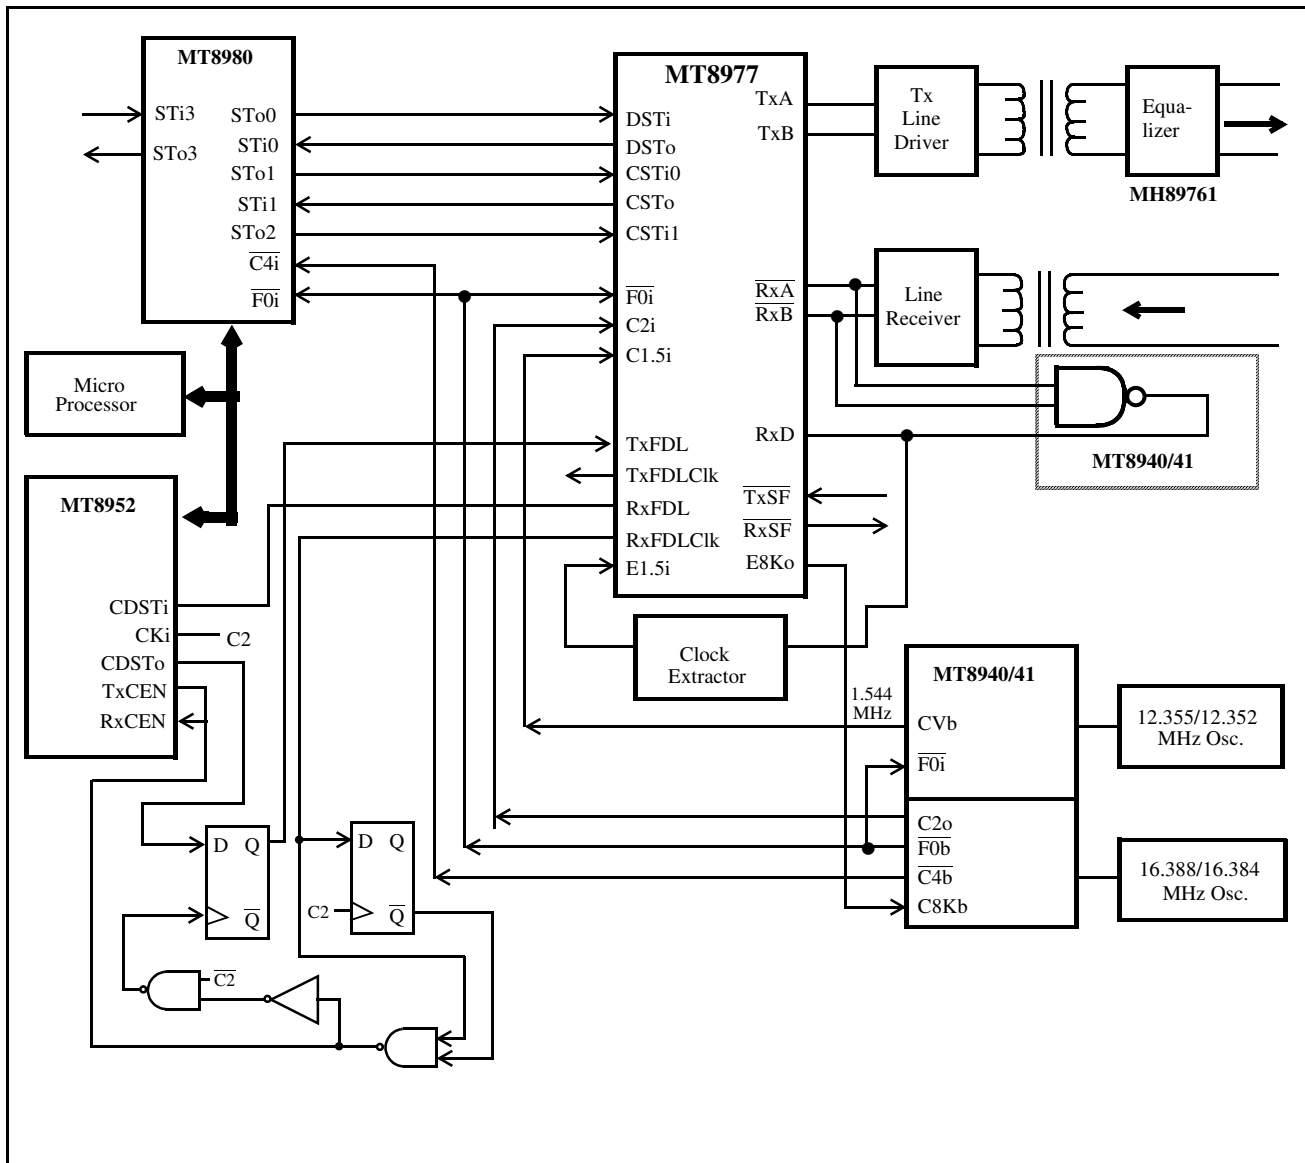 MT8980
STi3
STo3
STo0
STi0
STo1
STi1
STo2
C4i
F0i
MT8977
DSTi
DSTo
CSTi0
CSTo
CSTi1
F0i
C2i
C1.5i
TxFDL
TxFDLClk
RxFDL
RxFDLClk
E1.5i
TxA
TxB
RxA
RxB
RxD
TxSF
RxSF
E8Ko
Tx
Line
Driver
Equa-
lizer
MH89761
Line
Receiver
MT8940/41
Micro
Processor
MT8952
CDSTi
CKi
C2
CDSTo
TxCEN
RxCEN
Clock
Extractor
1.544
MHz
MT8940/41
CVb
F0i
C2o
F0b
C4b
C8Kb
12.355/12.352
MHz Osc.
16.388/16.384
MHz Osc.
D Q
Q
D Q
C2
Q
C2